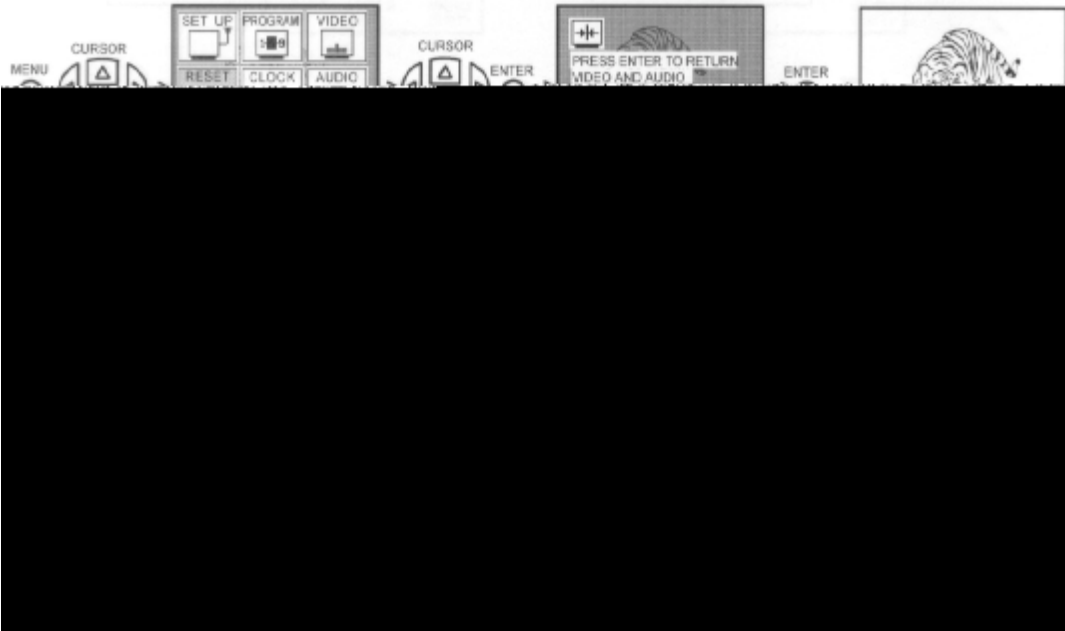 SET UP PROGRAM VIDEO
CURSOR
MENU
RESET CLOCK AUDIO
CURSOR
ENTER
PRESS ENTER TO RETURN
VIDEO AND AUDIO
ENTER